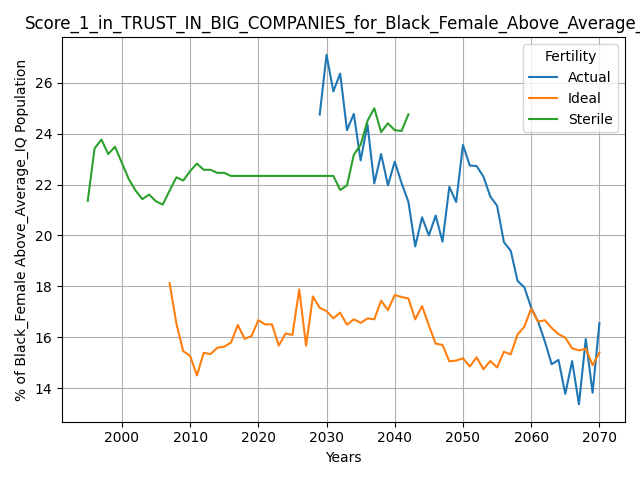 Score_1_in_TRUST_IN_BIG_COMPANIES_for_Black_Female_Above_Average_
Fertility
Actual
Ideal
Sterile
% of Black_Female Above_Average_IQ Population
26
24
22
20
18
16
14
2000 2010 2020 2030 2040 2050 2060 2070
Years